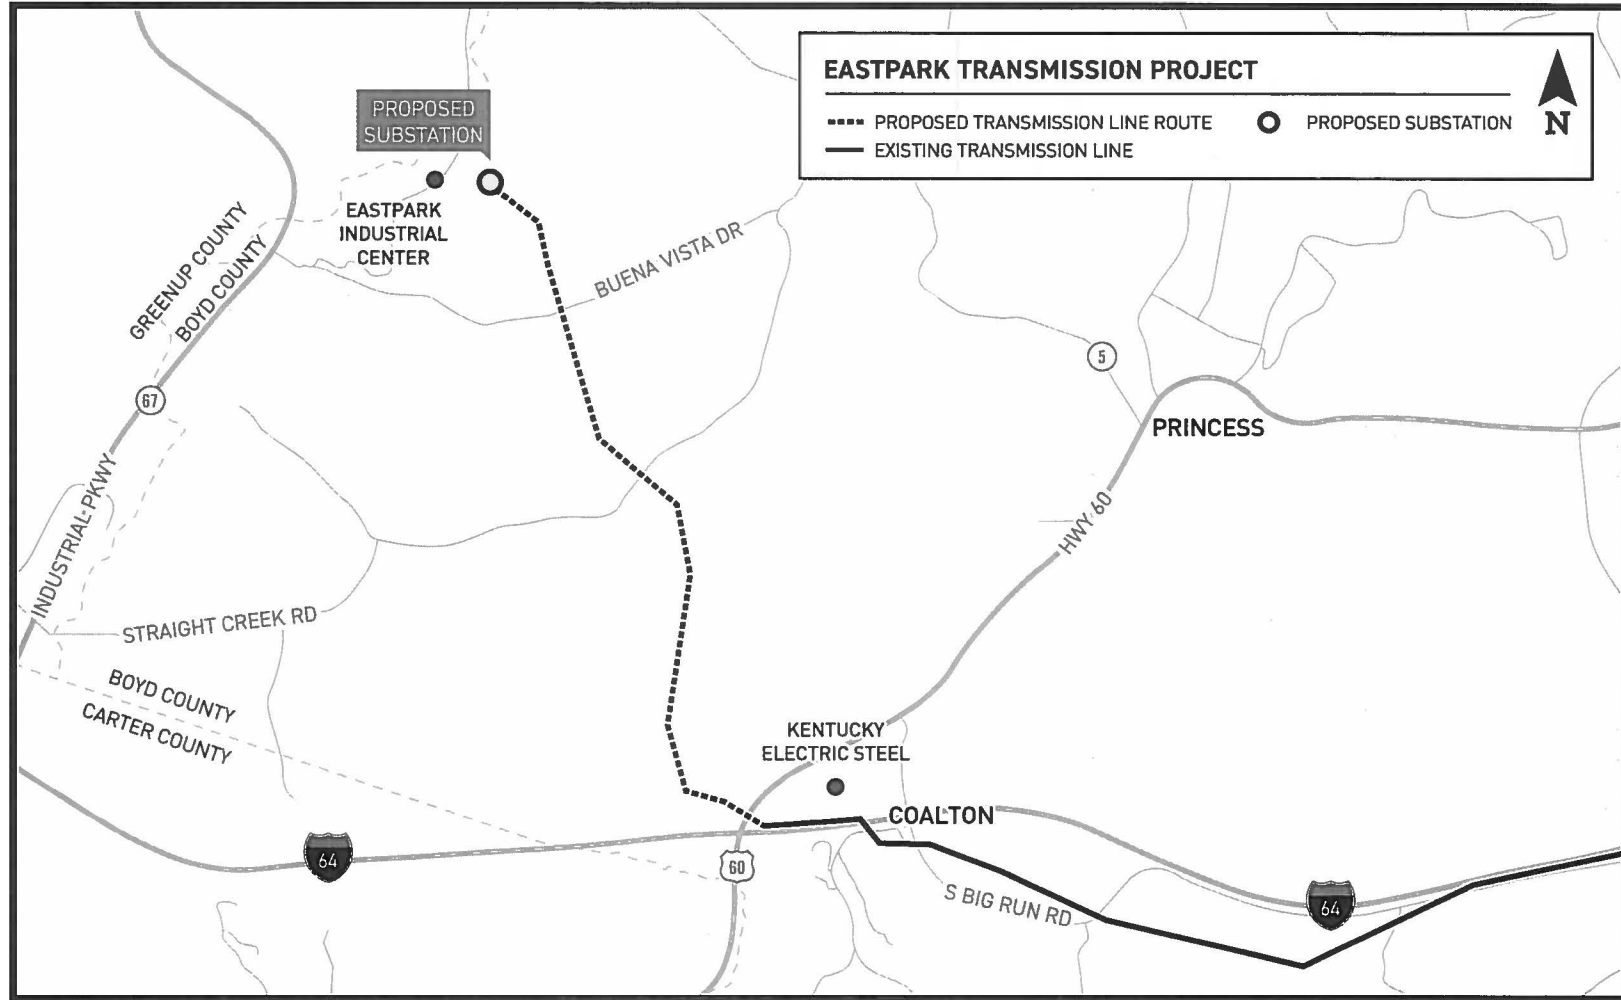 EASTPARK TRANSMISSION PROJECT
PROPOSED TRANSMISSION LINE ROUTE
PROPOSED SUBSTATION
EXISTING TRANSMISSION LINE
N
PROPOSED
SUBSTATION
EASTPARK
INDUSTRIAL
CENTER
GREENUP COUNTY
BOYD COUNTY
BUENA VISTA DR
67
5
PRINCESS
INDUSTRIAL PKWY
HWY 60
STRAIGHT CREEK RD
BOYD COUNTY
CARTER COUNTY
KENTUCKY
ELECTRIC STEEL
COALTON
64
60
S BIG RUN RD
64